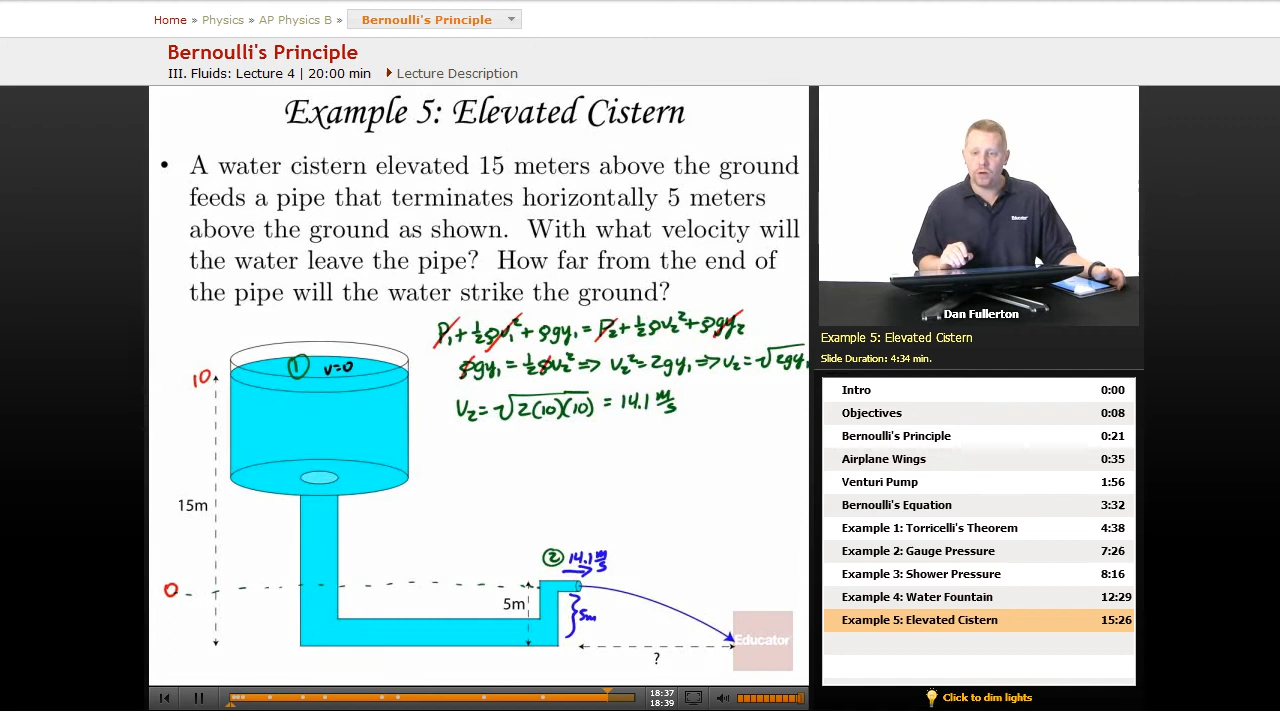 Home » Physics » AP Physics B » Bernoulli's Principle
Bernoulli's Principle
III. Fluids: Lecture 4 | 20:00 min Lecture Description
Example 5: Elevated Cistern
• A water cistern elevated 15 meters above the ground
feeds a pipe that terminates horizontally 5 meters
above the ground as shown. With what velocity will
the water leave the pipe? How far from the end of
the pipe will the water strike the ground?
P₁ + ½ρv₁² + ρgy₁ = P₂ + ½ρv₂² + ρgy₂
ρgy₁ = ½ρv₂² ⇒ v₂² = 2gy₁ ⇒ v₂ = √2gy₁
v₂ = √2(10)(10) = 14.1 m/s
① v=0
10
15m
0
② 14.1 m/s
5m
5m
?
Educator
Educator
Dan Fullerton
Example 5: Elevated Cistern
Slide Duration: 4:34 min.
Intro 0:00
Objectives 0:08
Bernoulli's Principle 0:21
Airplane Wings 0:35
Venturi Pump 1:56
Bernoulli's Equation 3:32
Example 1: Torricelli's Theorem 4:38
Example 2: Gauge Pressure 7:26
Example 3: Shower Pressure 8:16
Example 4: Water Fountain 12:29
Example 5: Elevated Cistern 15:26
18:37
18:39
Click to dim lights